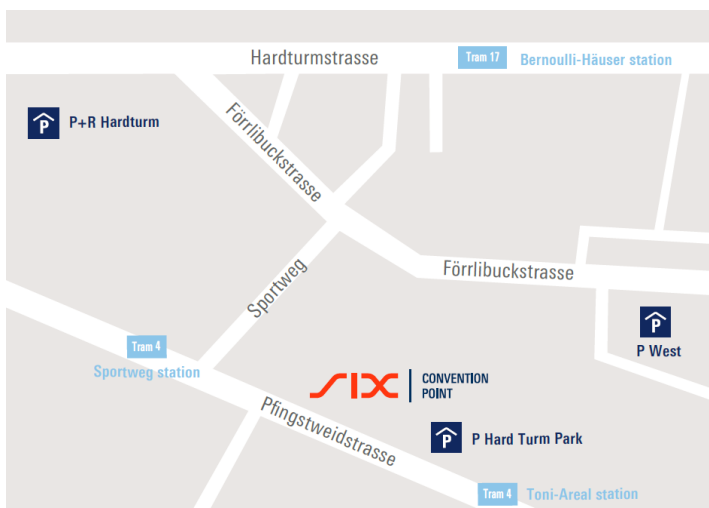 Hardturmstrasse
Tram 17
Bernoulli-Häuser station
P
P+R Hardturm
Förrlibuckstrasse
Sportweg
Förrlibuckstrasse
P
P West
Tram 4
Sportweg station
SIX
CONVENTION
POINT
Pfingstweidstrasse
P
P Hard Turm Park
Tram 4
Toni-Areal station